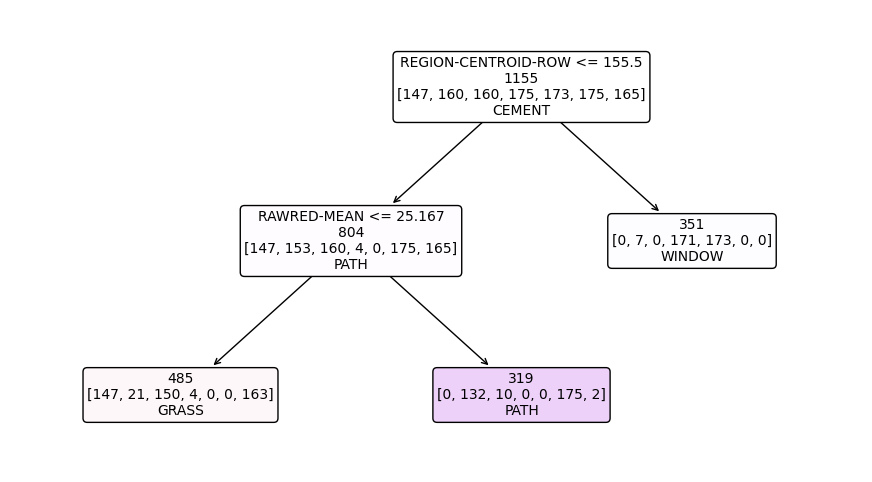 REGION-CENTROID-ROW <= 155.5
1155
[147, 160, 160, 175, 173, 175, 165]
CEMENT
RAWRED-MEAN <= 25.167
804
[147, 153, 160, 4, 0, 175, 165]
PATH
351
[0, 7, 0, 171, 173, 0, 0]
WINDOW
485
[147, 21, 150, 4, 0, 0, 163]
GRASS
319
[0, 132, 10, 0, 0, 175, 2]
PATH